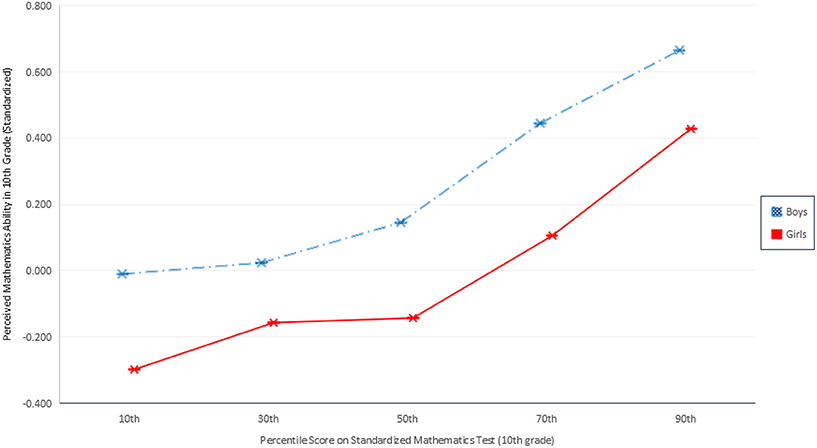 0.800
0.600
0.400
0.200
0.000
-0.200
-0.400
Perceived Mathematics Ability in 10th Grade (Standardized)
10th 30th 50th 70th 90th
Percentile Score on Standardized Mathematics Test (10th grade)
Boys
Girls